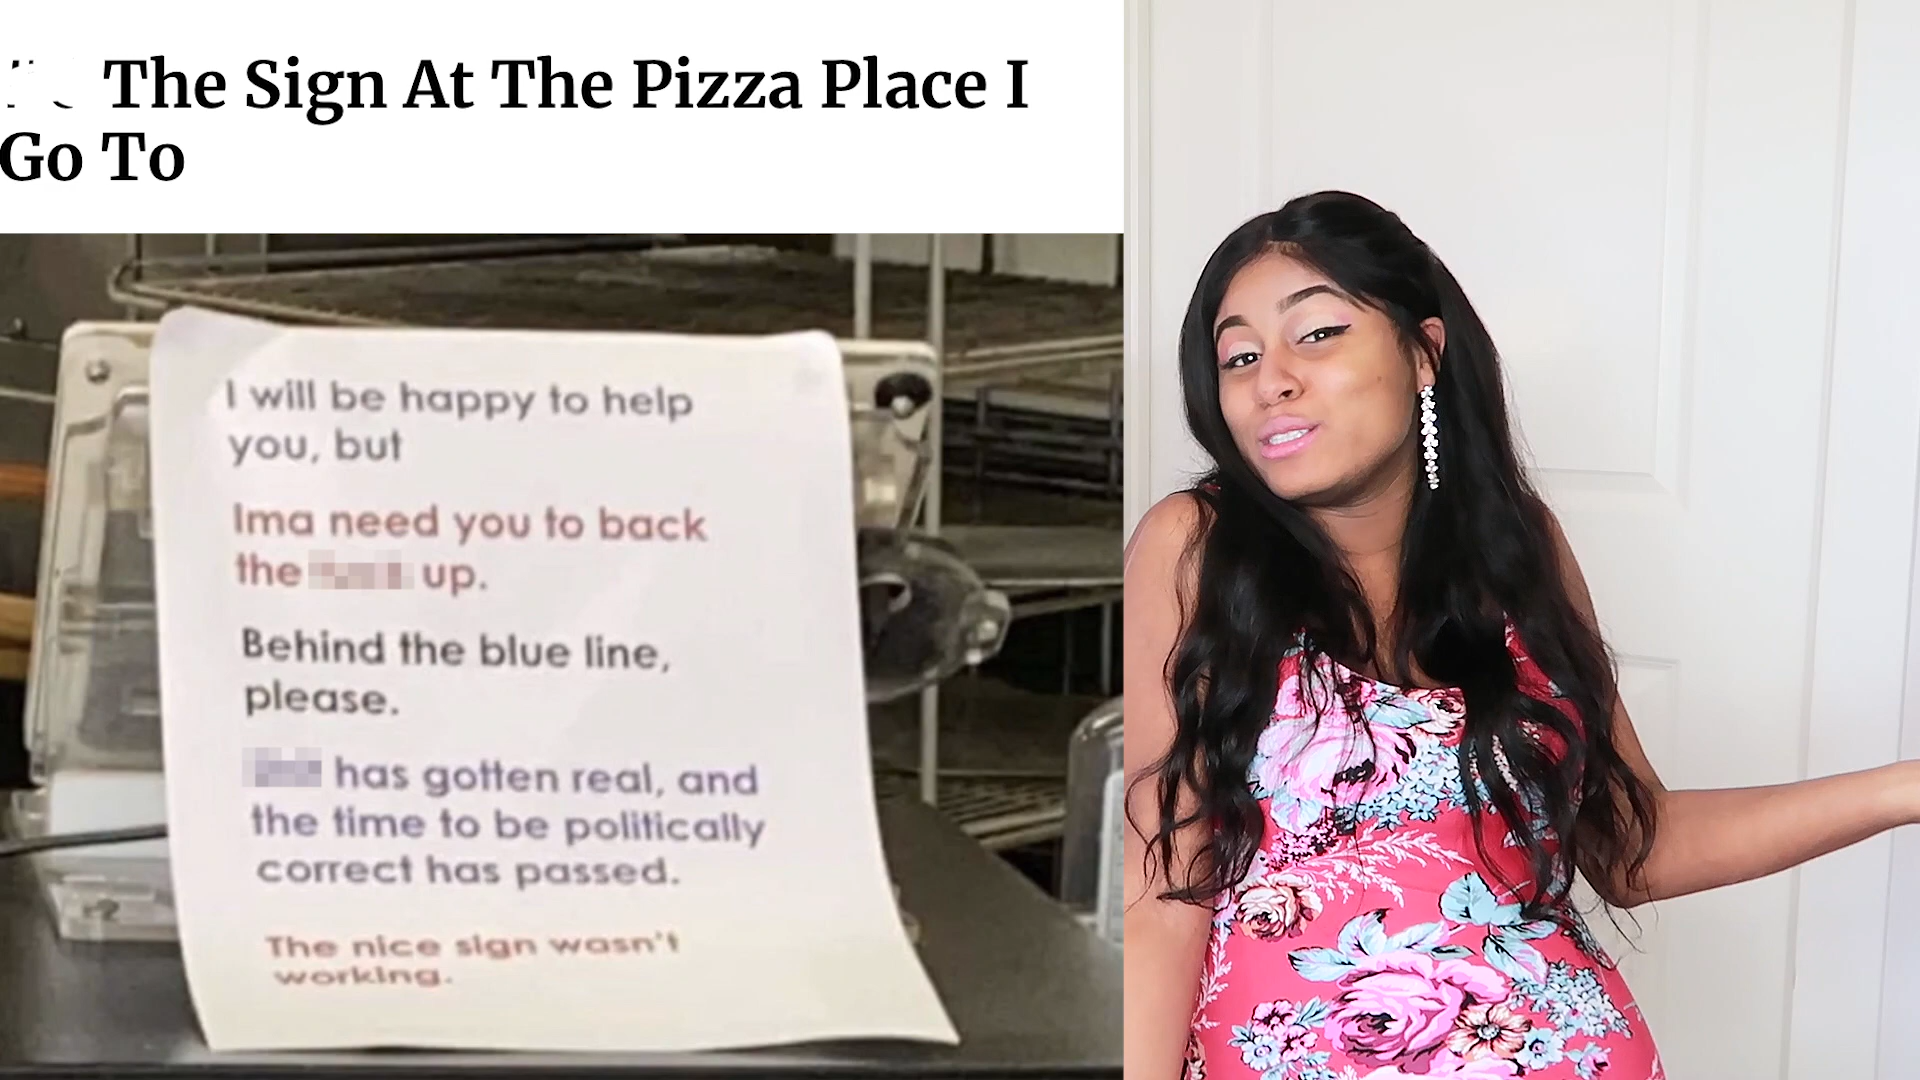 The Sign At The Pizza Place I
Go To
I will be happy to help
you, but
Ima need you to back
the up.
Behind the blue line,
please.
has gotten real, and
the time to be politically
correct has passed.
The nice sign wasn't
working.